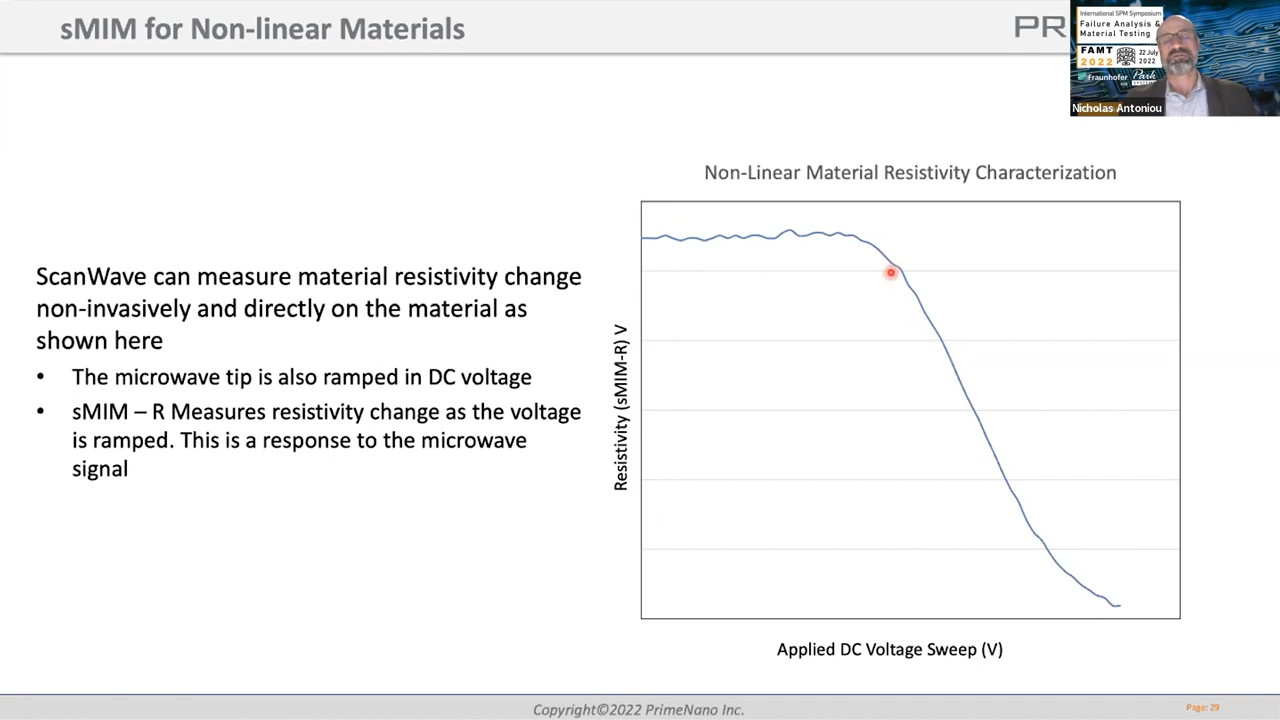 sMIM for Non-linear Materials
PR
International SPM Symposium
Failure Analysis &
Material Testing
FAMT
2022
22 July
2022
Fraunhofer
Park
SYSTEMS
Nicholas Antoniou
Non-Linear Material Resistivity Characterization
ScanWave can measure material resistivity change
non-invasively and directly on the material as
shown here
• The microwave tip is also ramped in DC voltage
• sMIM – R Measures resistivity change as the voltage
is ramped. This is a response to the microwave
signal
Resistivity (sMIM-R) V
Applied DC Voltage Sweep (V)
Copyright©2022 PrimeNano Inc.
Page: 29